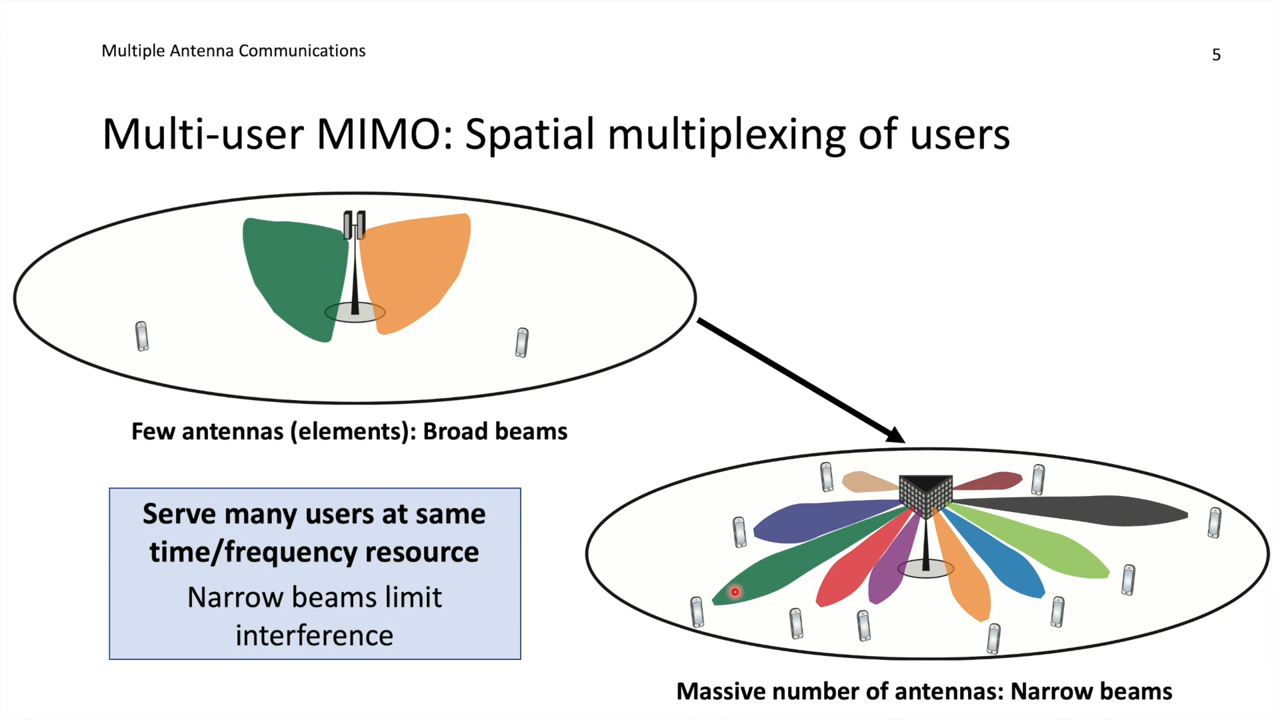 Multiple Antenna Communications
5
Multi-user MIMO: Spatial multiplexing of users
Few antennas (elements): Broad beams
Serve many users at same
time/frequency resource
Narrow beams limit
interference
Massive number of antennas: Narrow beams